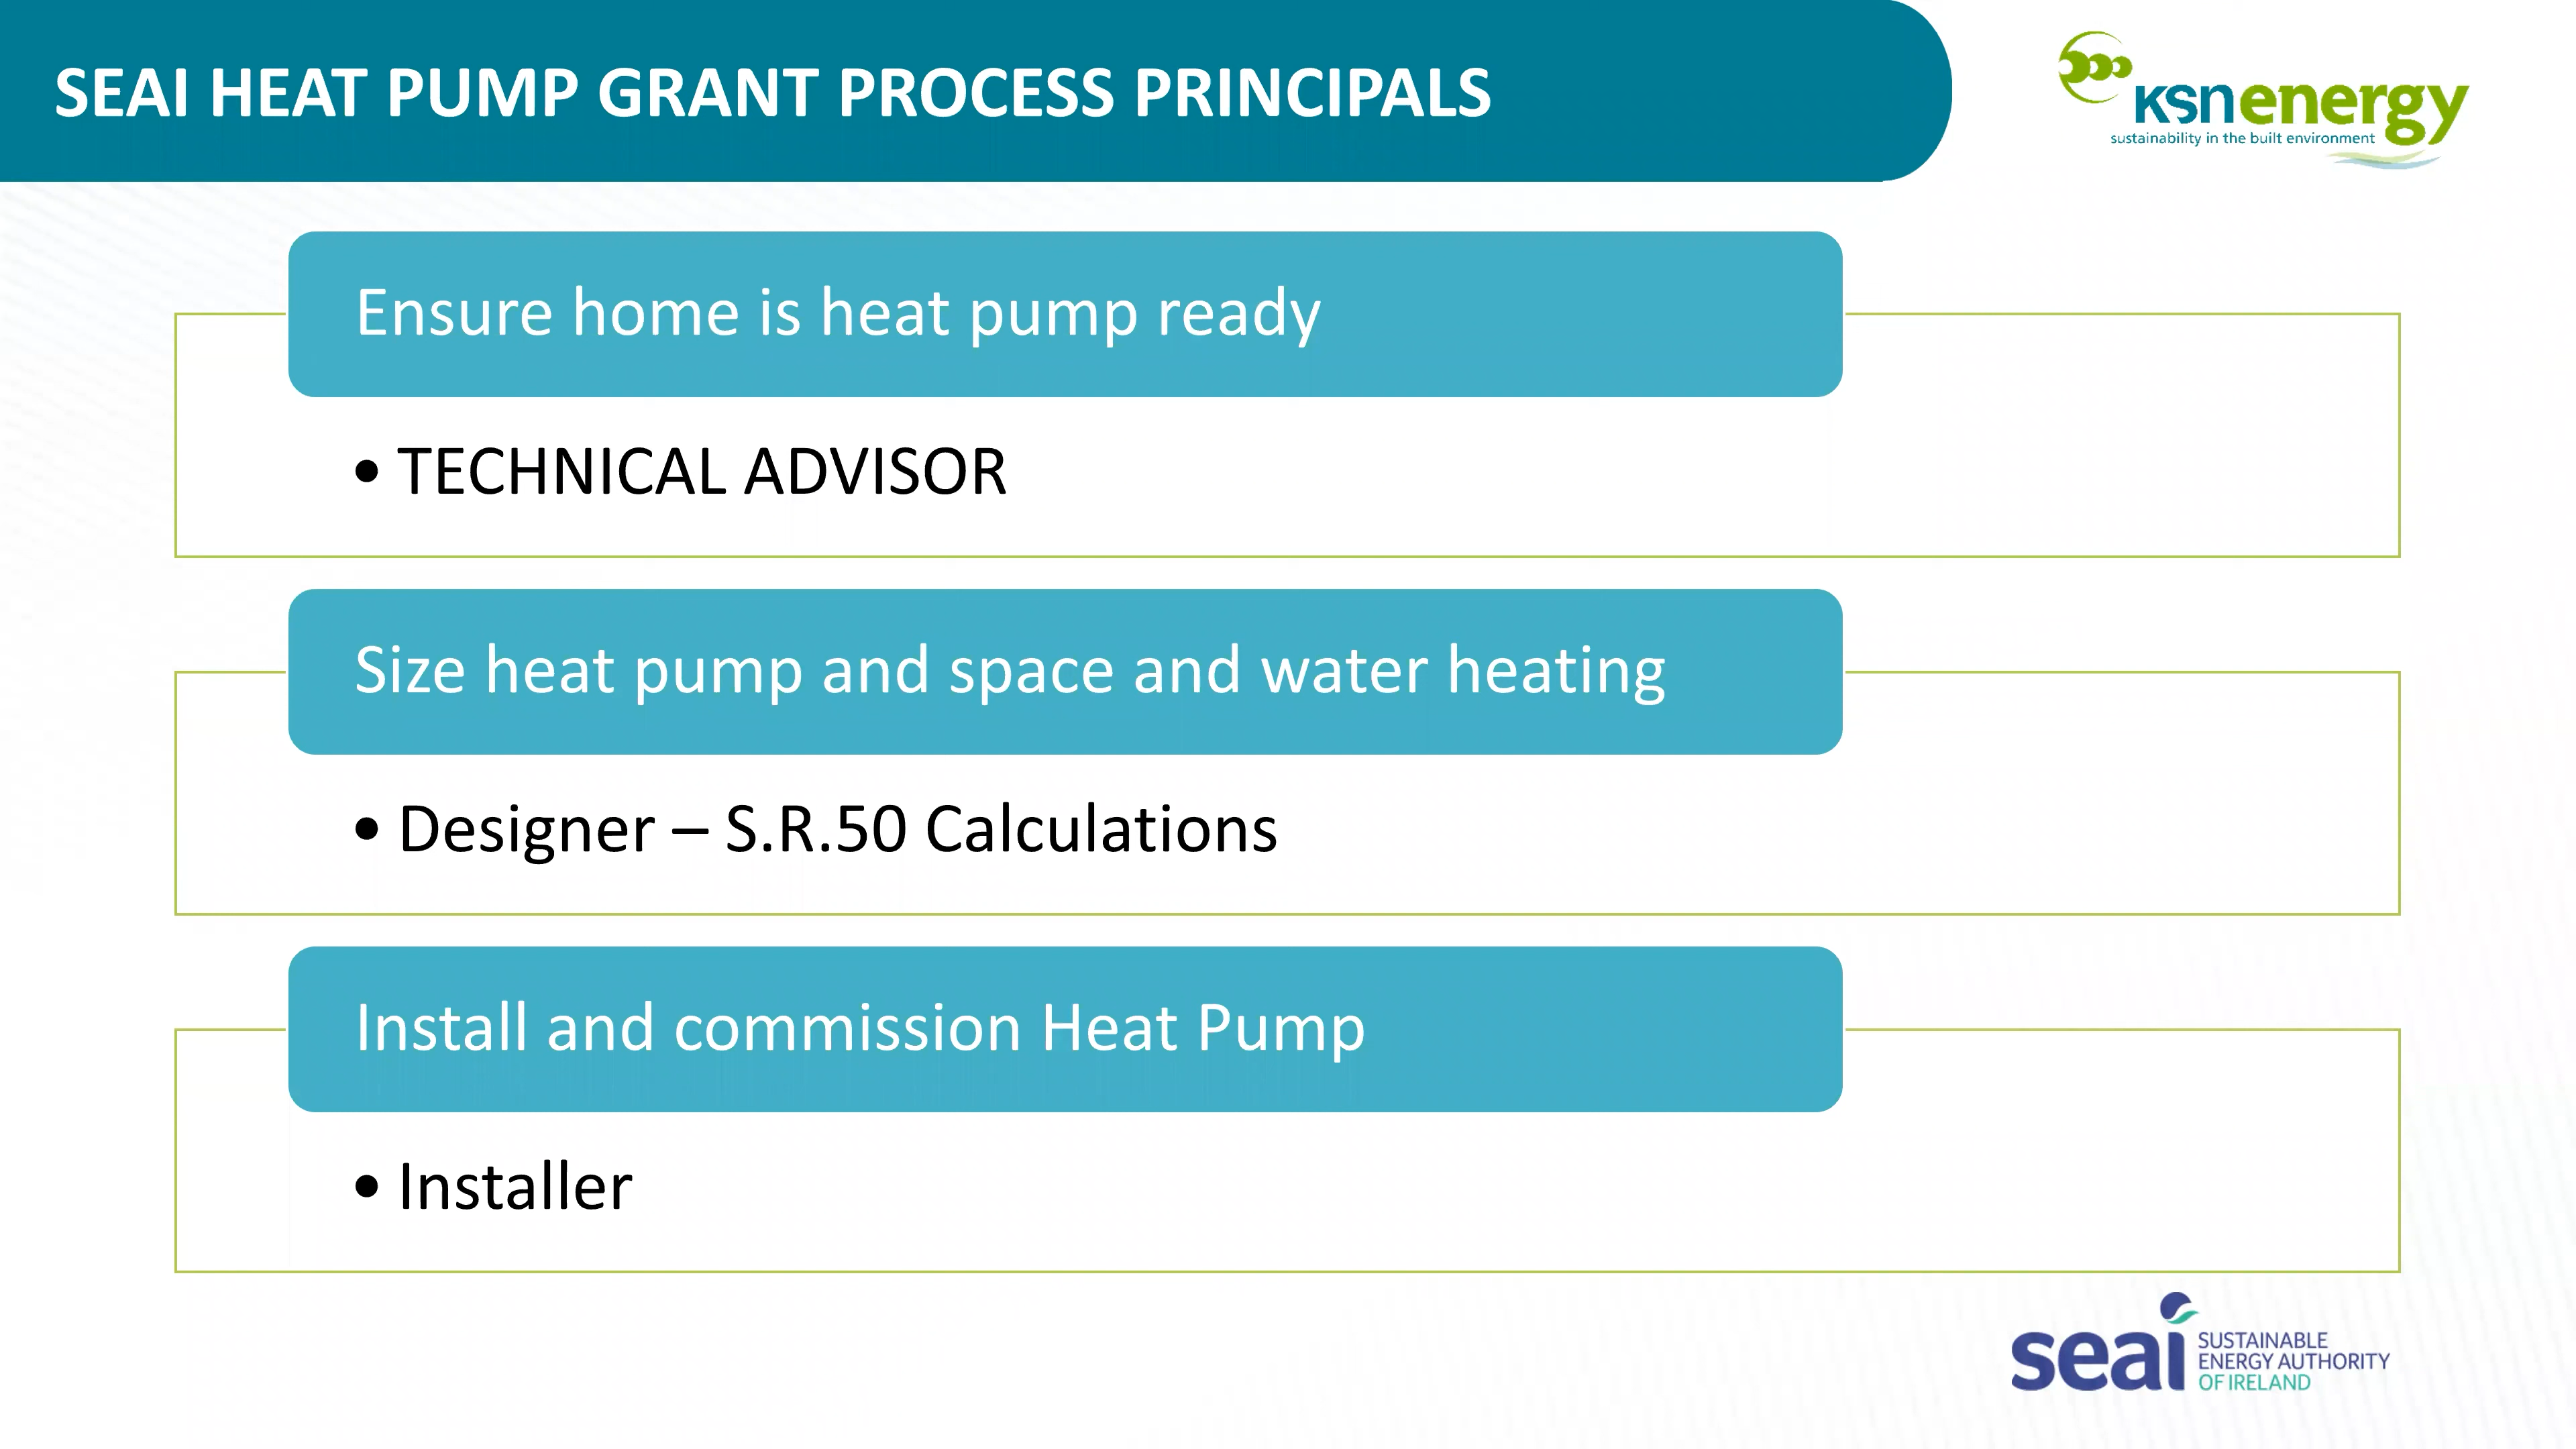 SEAI HEAT PUMP GRANT PROCESS PRINCIPALS
ksnenergy
sustainability in the built environment
Ensure home is heat pump ready
• TECHNICAL ADVISOR
Size heat pump and space and water heating
• Designer – S.R.50 Calculations
Install and commission Heat Pump
• Installer
seai
SUSTAINABLE
ENERGY AUTHORITY
OF IRELAND